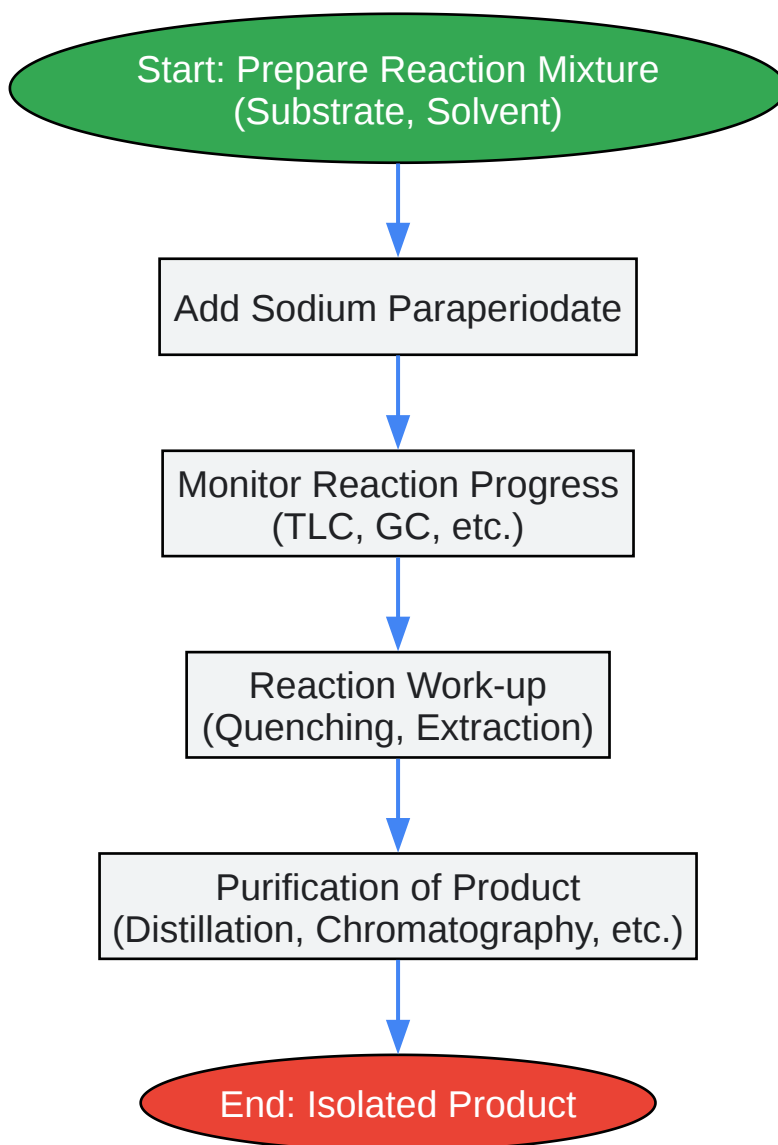 Start: Prepare Reaction Mixture
(Substrate, Solvent)
Add Sodium Paraperiodate
Monitor Reaction Progress
(TLC, GC, etc.)
Reaction Work-up
(Quenching, Extraction)
Purification of Product
(Distillation, Chromatography, etc.)
End: Isolated Product